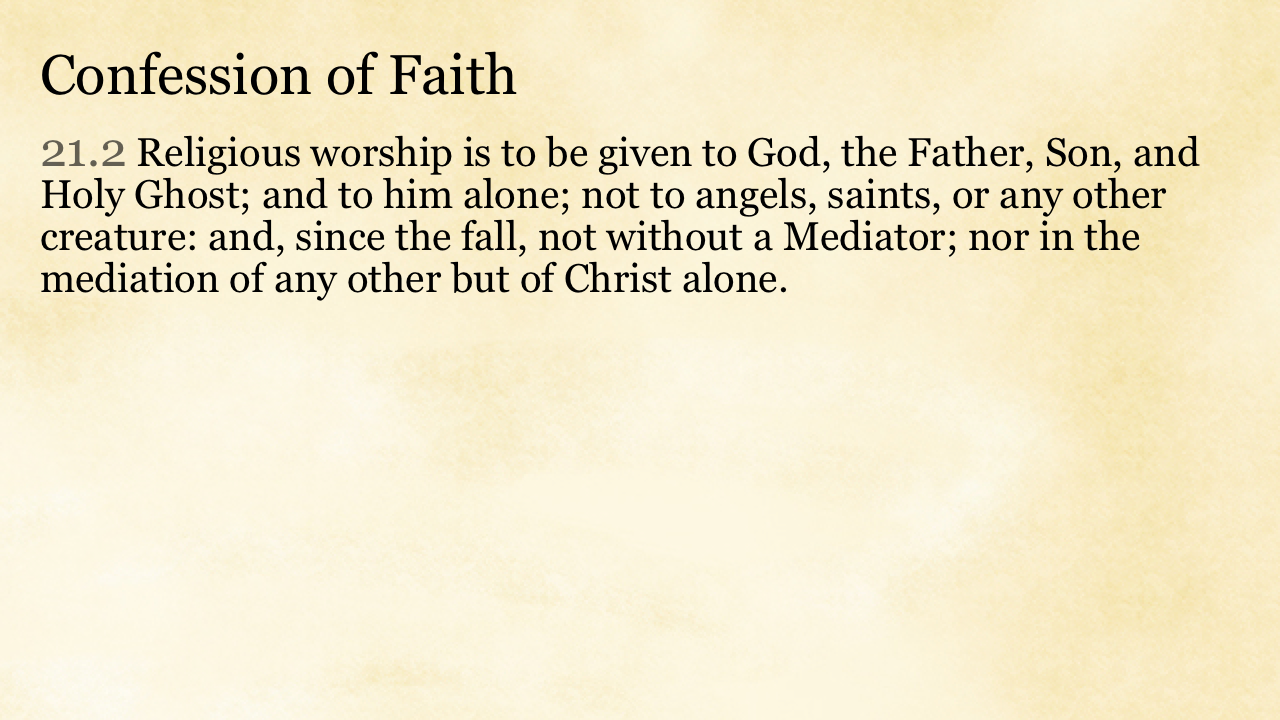 Confession of Faith
21.2 Religious worship is to be given to God, the Father, Son, and
Holy Ghost; and to him alone; not to angels, saints, or any other
creature: and, since the fall, not without a Mediator; nor in the
mediation of any other but of Christ alone.